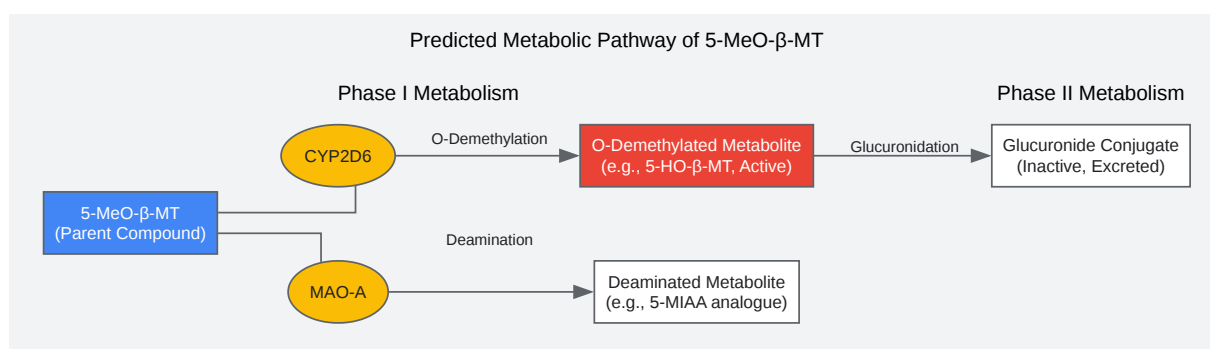 Predicted Metabolic Pathway of 5-MeO-β-MT
Phase I Metabolism
Phase II Metabolism
CYP2D6
O-Demethylation
O-Demethylated Metabolite
(e.g., 5-HO-β-MT, Active)
Glucuronidation
Glucuronide Conjugate
(Inactive, Excreted)
5-MeO-β-MT
(Parent Compound)
Deamination
MAO-A
Deaminated Metabolite
(e.g., 5-MIAA analogue)